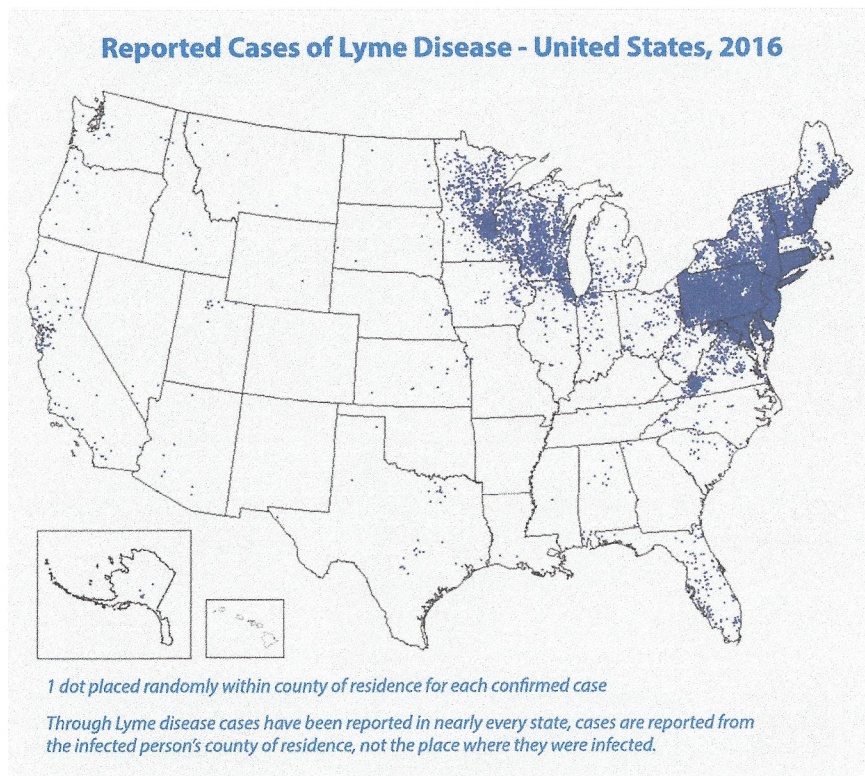 Reported Cases of Lyme Disease - United States, 2016
1 dot placed randomly within county of residence for each confirmed case
Through Lyme disease cases have been reported in nearly every state, cases are reported from
the infected person's county of residence, not the place where they were infected.